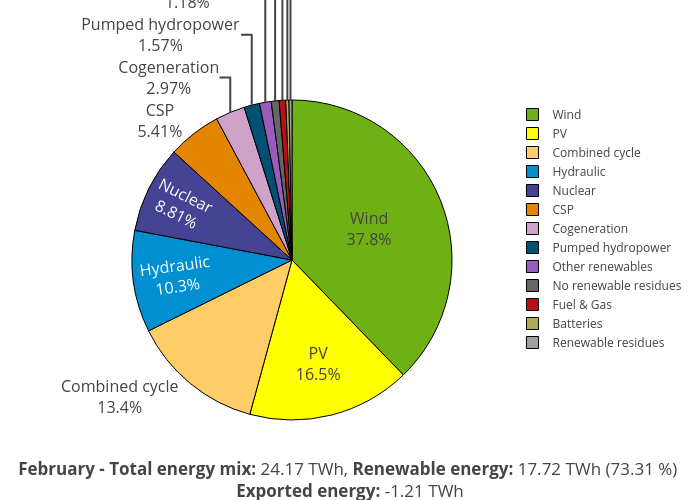 1.18%
Pumped hydropower
1.57%
Cogeneration
2.97%
CSP
5.41%
Nuclear
8.81%
Hydraulic
10.3%
Combined cycle
13.4%
PV
16.5%
Wind
37.8%
Wind
PV
Combined cycle
Hydraulic
Nuclear
CSP
Cogeneration
Pumped hydropower
Other renewables
No renewable residues
Fuel & Gas
Batteries
Renewable residues
February - Total energy mix: 24.17 TWh, Renewable energy: 17.72 TWh (73.31 %)
Exported energy: -1.21 TWh